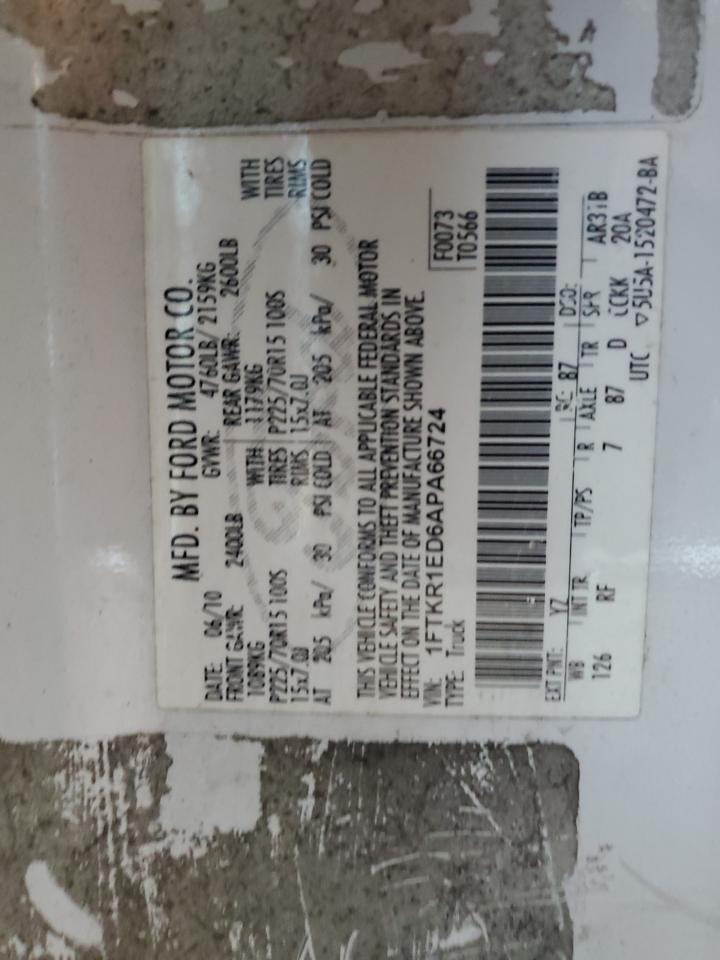 MFD. BY FORD MOTOR CO.
DATE: 06/10 GVWR: 4760LB/ 2159KG
FRONT GAWR: 2400LB REAR GAWR: 2600LB
1089KG WITH 1179KG WITH
P225/70R15 100S TIRES P225/70R15 100S TIRES
15x7.0J RIMS 15x7.0J RIMS
AT 205 kPa/ 30 PSI COLD AT 205 kPa/ 30 PSI COLD
THIS VEHICLE CONFORMS TO ALL APPLICABLE FEDERAL MOTOR
VEHICLE SAFETY AND THEFT PREVENTION STANDARDS IN
EFFECT ON THE DATE OF MANUFACTURE SHOWN ABOVE.
VIN: 1FTKR1ED6APA66724 F0073
TYPE: Truck T0566
EXT PNT: YZ RC: 87 DSO:
WB INT TR TP/PS R AXLE TR SPR AR31B
126 RF 7 87 D 20A
UTC ▽5U5A-1520472-BA